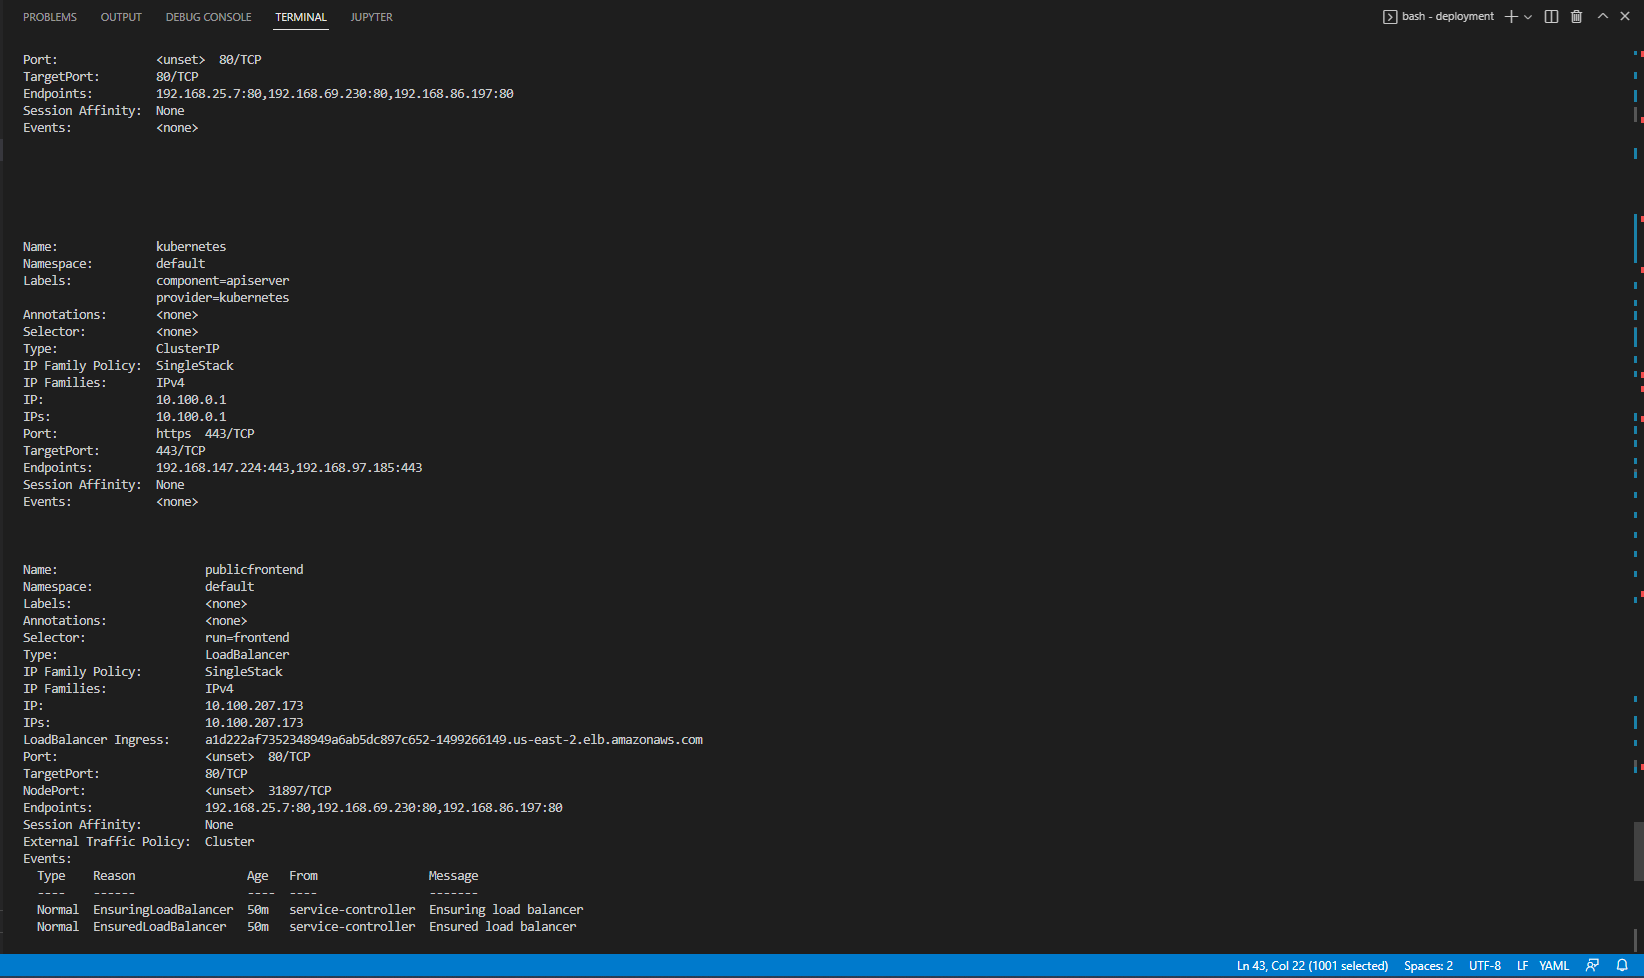 PROBLEMS OUTPUT DEBUG CONSOLE TERMINAL JUPYTER bash - deployment
Port: <unset> 80/TCP
TargetPort: 80/TCP
Endpoints: 192.168.25.7:80,192.168.69.230:80,192.168.86.197:80
Session Affinity: None
Events: <none>
Name: kubernetes
Namespace: default
Labels: component=apiserver
provider=kubernetes
Annotations: <none>
Selector: <none>
Type: ClusterIP
IP Family Policy: SingleStack
IP Families: IPv4
IP: 10.100.0.1
IPs: 10.100.0.1
Port: https 443/TCP
TargetPort: 443/TCP
Endpoints: 192.168.147.224:443,192.168.97.185:443
Session Affinity: None
Events: <none>
Name: publicfrontend
Namespace: default
Labels: <none>
Annotations: <none>
Selector: run=frontend
Type: LoadBalancer
IP Family Policy: SingleStack
IP Families: IPv4
IP: 10.100.207.173
IPs: 10.100.207.173
LoadBalancer Ingress: a1d222af7352348949a6ab5dc897c652-1499266149.us-east-2.elb.amazonaws.com
Port: <unset> 80/TCP
TargetPort: 80/TCP
NodePort: <unset> 31897/TCP
Endpoints: 192.168.25.7:80,192.168.69.230:80,192.168.86.197:80
Session Affinity: None
External Traffic Policy: Cluster
Events:
Type Reason Age From Message
---- ------ ---- ---- -------
Normal EnsuringLoadBalancer 50m service-controller Ensuring load balancer
Normal EnsuredLoadBalancer 50m service-controller Ensured load balancer
Ln 43, Col 22 (1001 selected) Spaces: 2 UTF-8 LF YAML